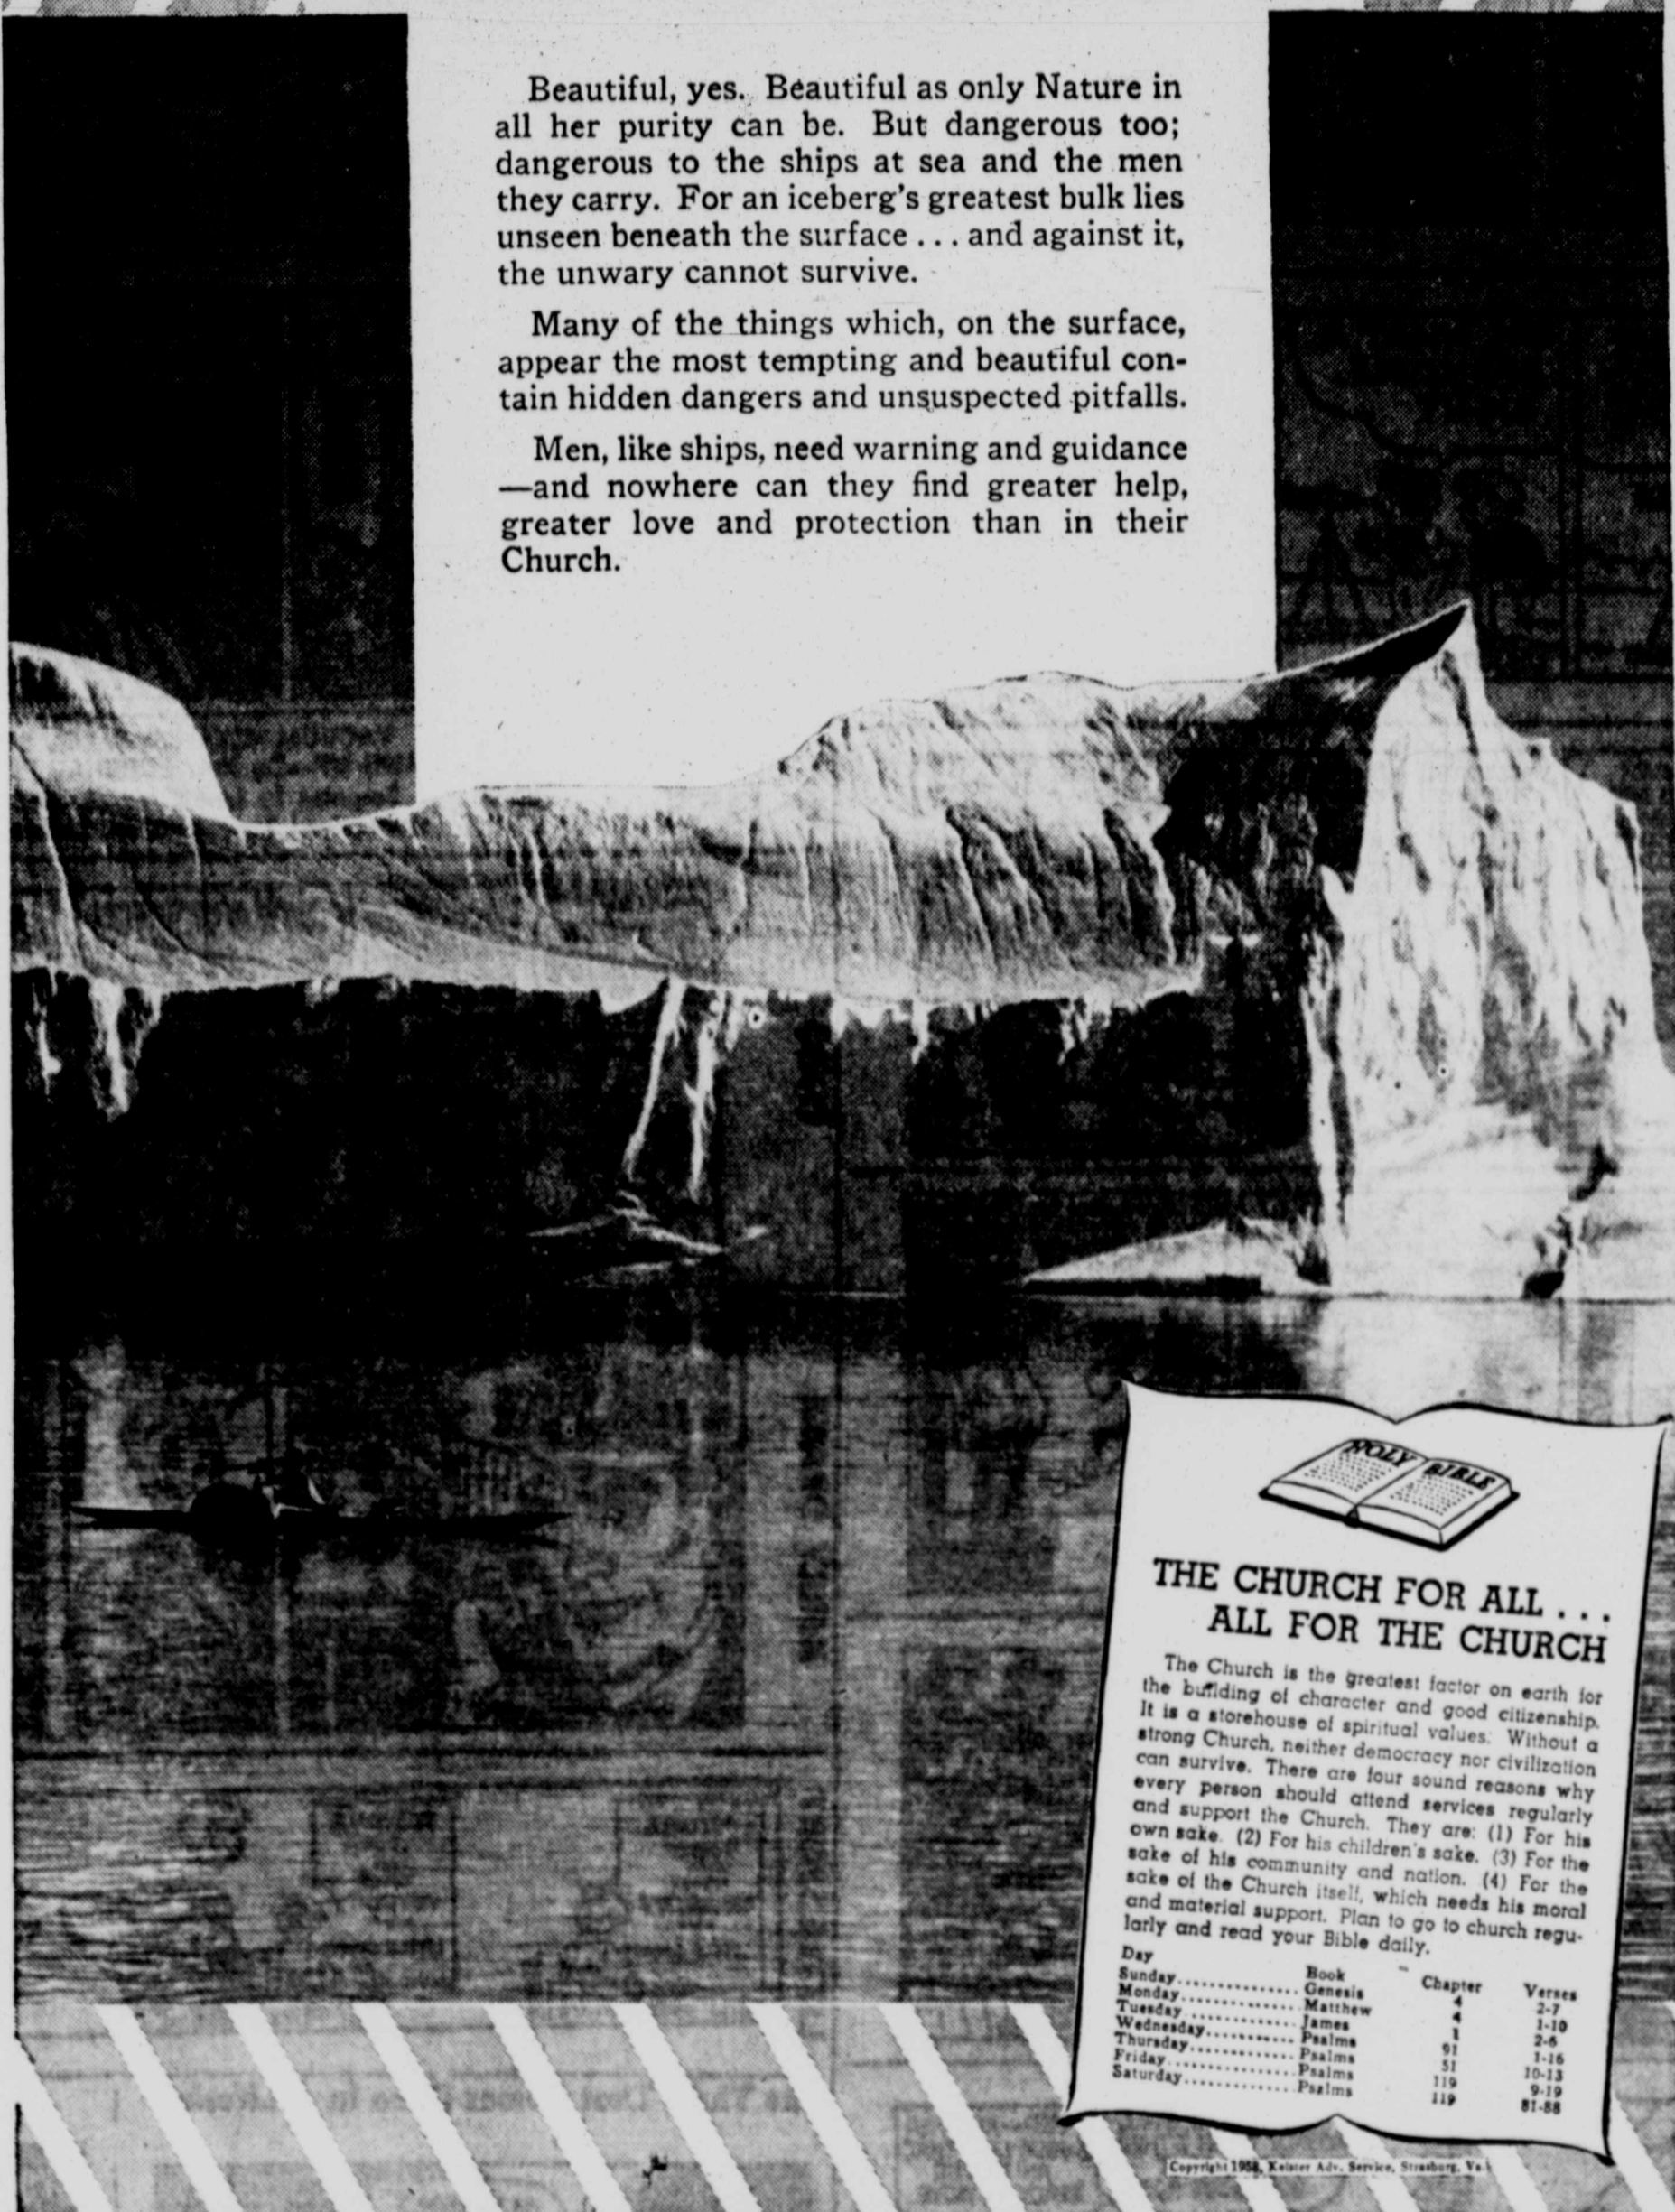 Beautiful, yes. Beautiful as only Nature in
all her purity can be. But dangerous too;
dangerous to the ships at sea and the men
they carry. For an iceberg's greatest bulk lies
unseen beneath the surface . . . and against it,
the unwary cannot survive.
Many of the things which, on the surface,
appear the most tempting and beautiful con-
tain hidden dangers and unsuspected pitfalls.
Men, like ships, need warning and guidance
—and nowhere can they find greater help,
greater love and protection than in their
Church.
HOLY BIBLE
THE CHURCH FOR ALL . . .
ALL FOR THE CHURCH
The Church is the greatest factor on earth for
the building of character and good citizenship.
It is a storehouse of spiritual values. Without a
strong Church, neither democracy nor civilization
can survive. There are four sound reasons why
every person should attend services regularly
and support the Church. They are: (1) For his
own sake. (2) For his children's sake. (3) For the
sake of his community and nation. (4) For the
sake of the Church itself, which needs his moral
and material support. Plan to go to church regu-
larly and read your Bible daily.
Day Book Chapter Verses
Sunday.............. Genesis 4 2-7
Monday.............. Matthew 4 1-10
Tuesday............. James 1 2-6
Wednesday........... Psalms 91 1-16
Thursday............ Psalms 51 10-13
Friday.............. Psalms 119 9-19
Saturday............ Psalms 119 81-88
Copyright 1958, Keister Adv. Service, Strasburg, Va.